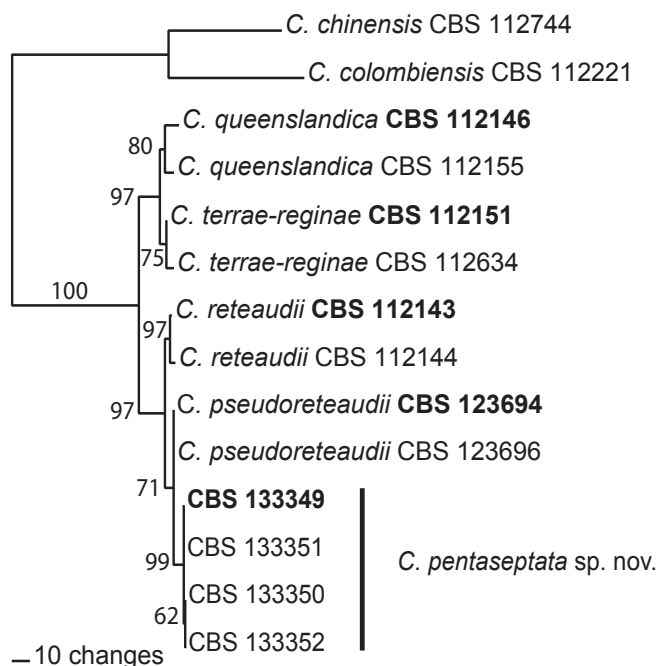 C. chinensis CBS 112744
C. colombiensis CBS 112221
C. queenslandica CBS 112146
80
C. queenslandica CBS 112155
97
C. terrae-reginae CBS 112151
75
C. terrae-reginae CBS 112634
100
C. reteaudii CBS 112143
97
C. reteaudii CBS 112144
97
C. pseudoreteaudii CBS 123694
C. pseudoreteaudii CBS 123696
71
CBS 133349
CBS 133351
99
C. pentaseptata sp. nov.
CBS 133350
62
CBS 133352
10 changes